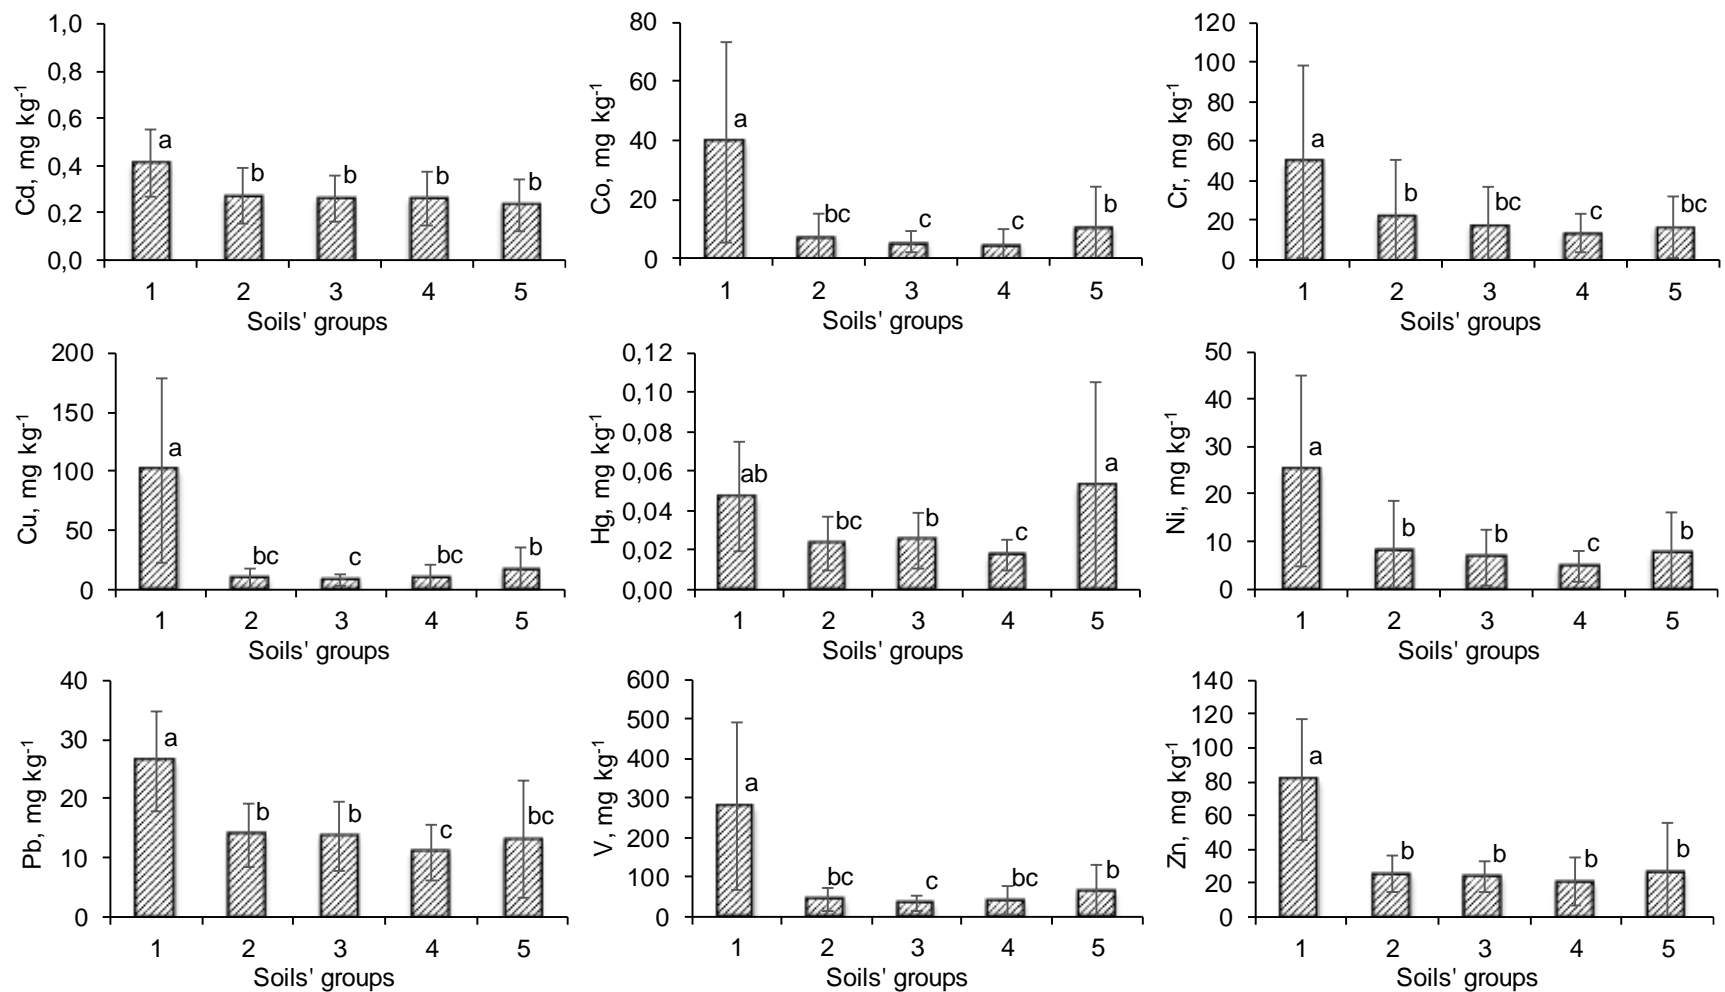 Cd, mg kg-1
1,0
0,8
0,6
0,4
0,2
0,0
a
b
b
b
b
1 2 3 4 5
Soils' groups
Co, mg kg-1
80
60
40
20
0
a
bc
c
c
b
1 2 3 4 5
Soils' groups
Cr, mg kg-1
120
100
80
60
40
20
0
a
b
bc
c
bc
1 2 3 4 5
Soils' groups
Cu, mg kg-1
200
150
100
50
0
a
bc
c
bc
b
1 2 3 4 5
Soils' groups
Hg, mg kg-1
0,12
0,10
0,08
0,06
0,04
0,02
0,00
ab
bc
b
c
a
1 2 3 4 5
Soils' groups
Ni, mg kg-1
50
40
30
20
10
0
a
b
b
c
b
1 2 3 4 5
Soils' groups
Pb, mg kg-1
40
30
20
10
0
a
b
b
c
bc
1 2 3 4 5
Soils' groups
V, mg kg-1
600
500
400
300
200
100
0
a
bc
c
bc
b
1 2 3 4 5
Soils' groups
Zn, mg kg-1
140
120
100
80
60
40
20
0
a
b
b
b
b
1 2 3 4 5
Soils' groups